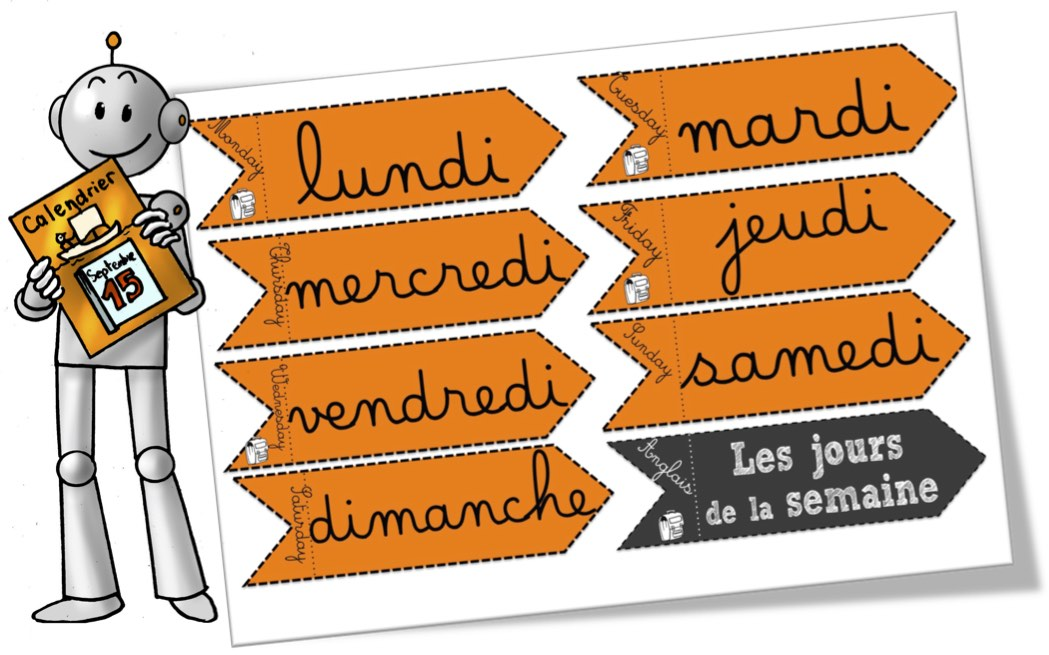 Calendrier
Septembre
15
Monday
lundi
Tuesday
mardi
Thursday
mercredi
Friday
jeudi
Wednesday
vendredi
Sunday
samedi
Saturday
dimanche
Anglais
Les jours
de la semaine